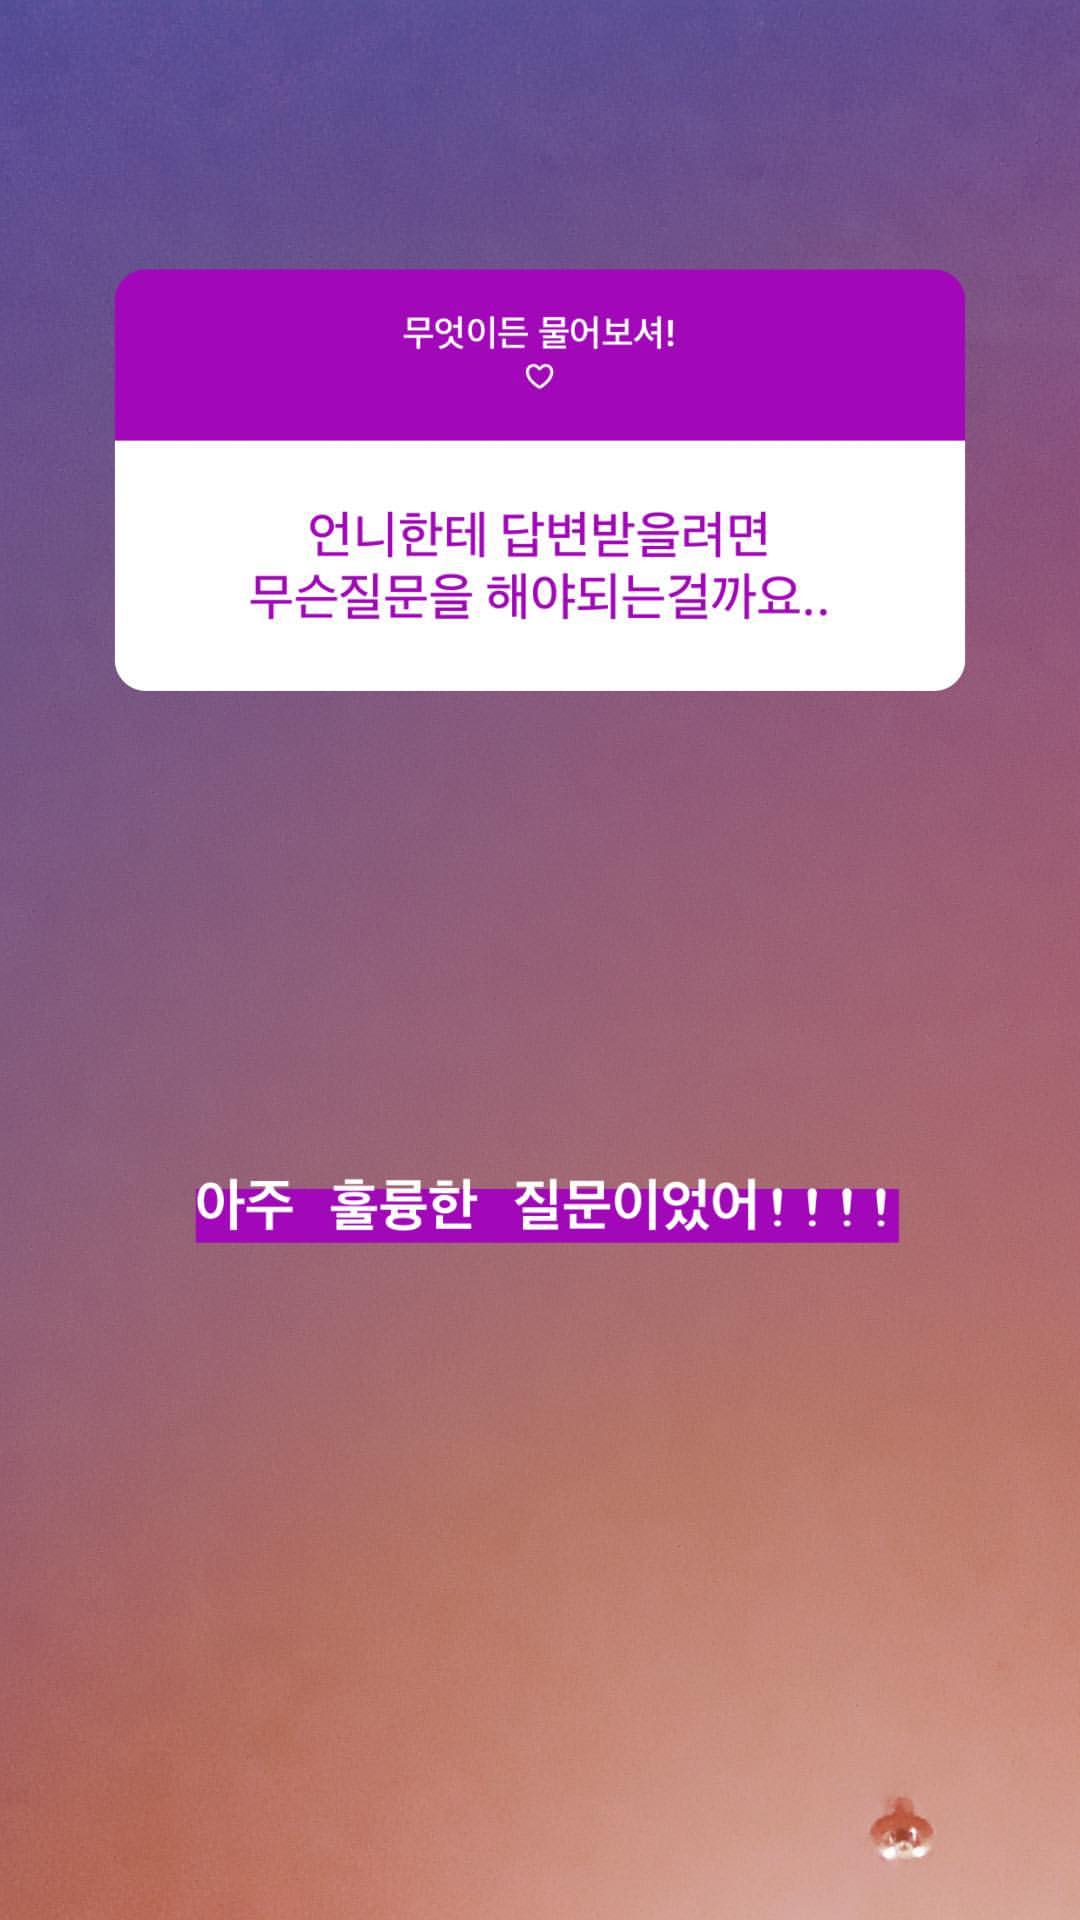 무엇이든 물어보셔!
♡
언니한테 답변받을려면
무슨질문을 해야되는걸까요..
아주 훌륭한 질문이었어!!!!